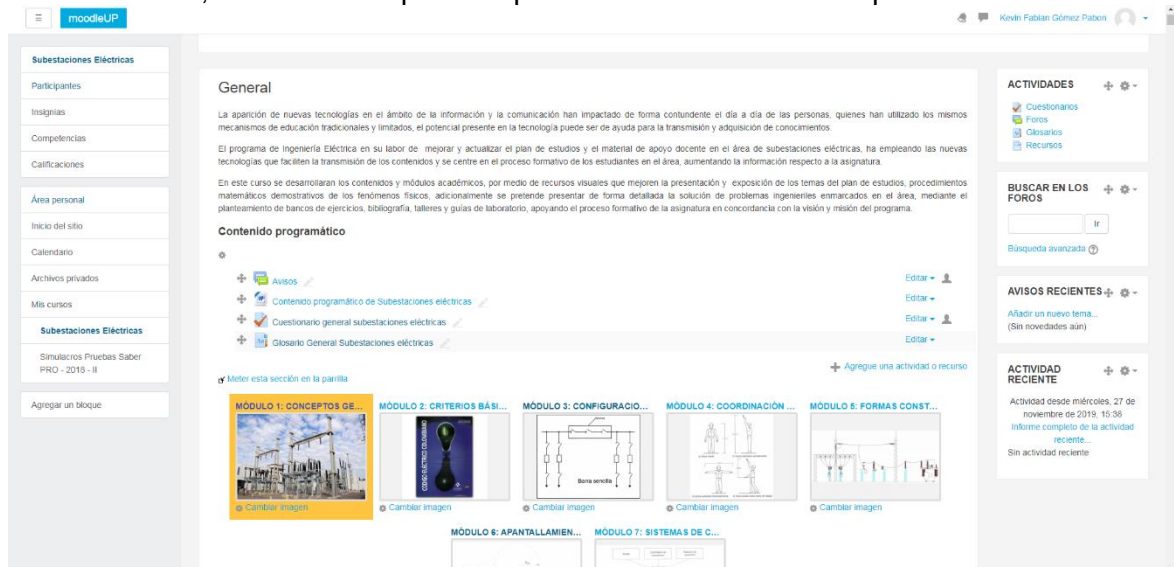 moodleUP
Kevin Fabian Gómez Pabon
Subestaciones Eléctricas
Participantes
Insignias
Competencias
Calificaciones
Área personal
Inicio del sitio
Calendario
Archivos privados
Mis cursos
Subestaciones Eléctricas
Simulacros Pruebas Saber
PRO - 2018 - II
Agregar un bloque
General
La aparición de nuevas tecnologías en el ámbito de la información y la comunicación han impactado de forma contundente el día a día de las personas, quienes han utilizado los mismos
mecanismos de educación tradicionales y limitados, el potencial presente en la tecnología puede ser de ayuda para la transmisión y adquisición de conocimientos.
El programa de Ingeniería Eléctrica en su labor de mejorar y actualizar el plan de estudios y el material de apoyo docente en el área de subestaciones eléctricas, ha empleando las nuevas
tecnologías que faciliten la transmisión de los contenidos y se centre en el proceso formativo de los estudiantes en el área, aumentando la información respecto a la asignatura.
En este curso se desarrollaran los contenidos y módulos académicos, por medio de recursos visuales que mejoren la presentación y exposición de los temas del plan de estudios, procedimientos
matemáticos demostrativos de los fenómenos físicos, adicionalmente se pretende presentar de forma detallada la solución de problemas ingenieriles enmarcados en el área, mediante el
planteamiento de bancos de ejercicios, bibliografía, talleres y guías de laboratorio, apoyando el proceso formativo de la asignatura en concordancia con la visión y misión del programa.
Contenido programático
Avisos
Editar
Contenido programático de Subestaciones eléctricas
Editar
Cuestionario general subestaciones eléctricas
Editar
Glosario General Subestaciones eléctricas
Editar
Agregue una actividad o recurso
Meter esta sección en la parrilla
MÓDULO 1: CONCEPTOS GE...
MÓDULO 2: CRITERIOS BÁSI...
MÓDULO 3: CONFIGURACIO...
MÓDULO 4: COORDINACIÓN ...
MÓDULO 5: FORMAS CONST...
CODIGO ELÉCTRICO COLOMBIANO
Barra sencilla
Cambiar imagen
Cambiar imagen
Cambiar imagen
Cambiar imagen
Cambiar imagen
MÓDULO 6: APANTALLAMIEN...
MÓDULO 7: SISTEMAS DE C...
ACTIVIDADES
Cuestionarios
Foros
Glosarios
Recursos
BUSCAR EN LOS
FOROS
Ir
Búsqueda avanzada
AVISOS RECIENTES
Añadir un nuevo tema...
(Sin novedades aún)
ACTIVIDAD
RECIENTE
Actividad desde miércoles, 27 de
noviembre de 2019, 15:38
Informe completo de la actividad
reciente...
Sin actividad reciente